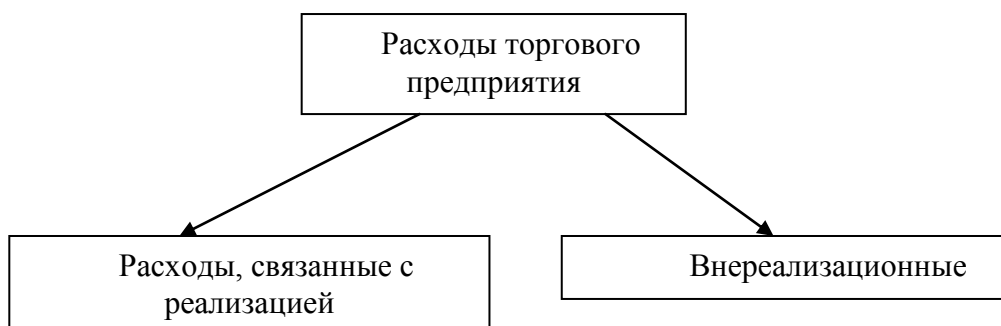 Расходы торгового
предприятия
Расходы, связанные с
реализацией
Внереализационные